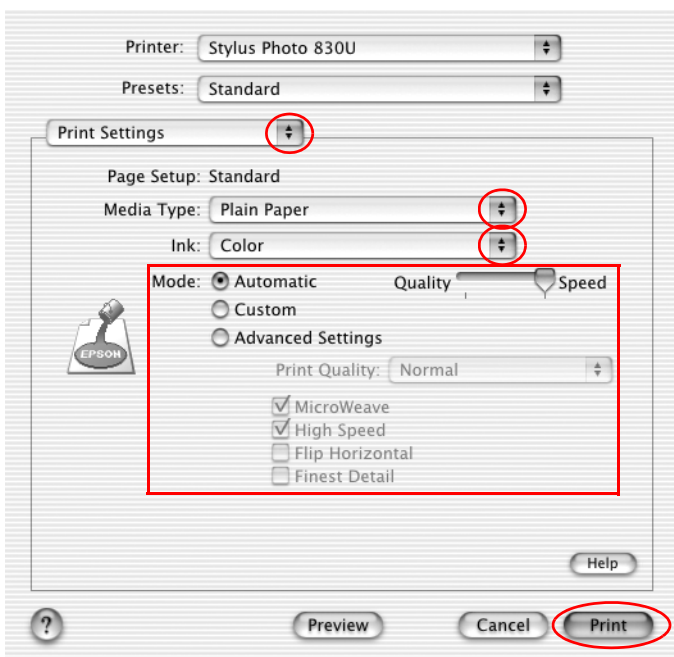 Printer: Stylus Photo 830U
Presets: Standard
Print Settings
Page Setup: Standard
Media Type: Plain Paper
Ink: Color
Mode: Automatic Quality Speed
Custom
EPSON Advanced Settings
Print Quality: Normal
MicroWeave
High Speed
Flip Horizontal
Finest Detail
Help
? Preview Cancel Print